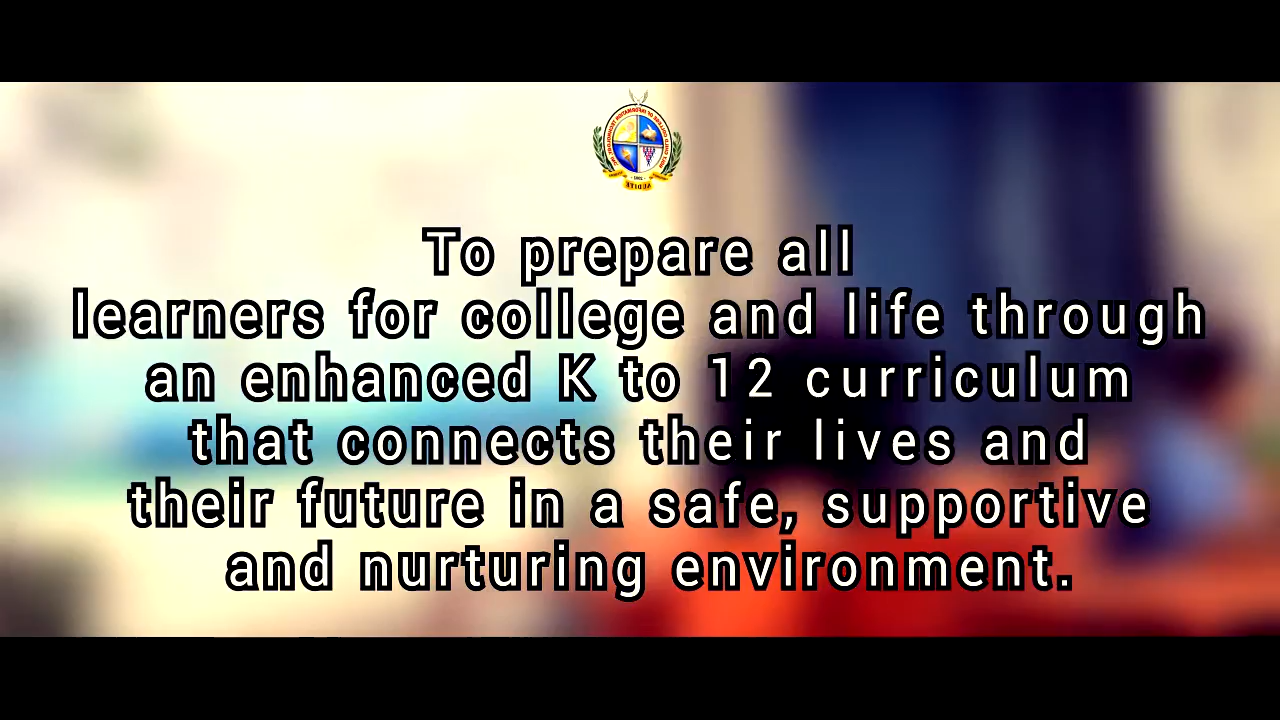 To prepare all
learners for college and life through
an enhanced K to 12 curriculum
that connects their lives and
their future in a safe, supportive
and nurturing environment.